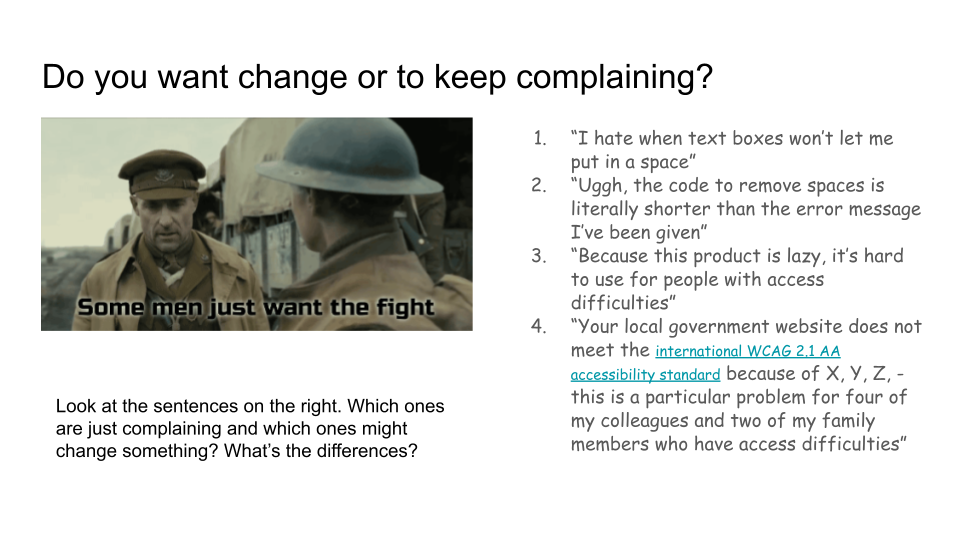 Do you want change or to keep complaining?
Some men just want the fight
Look at the sentences on the right. Which ones
are just complaining and which ones might
change something? What's the differences?
1. “I hate when text boxes won’t let me
put in a space”
2. “Uggh, the code to remove spaces is
literally shorter than the error message
I’ve been given”
3. “Because this product is lazy, it’s hard
to use for people with access
difficulties”
4. “Your local government website does not
meet the international WCAG 2.1 AA
accessibility standard because of X, Y, Z, -
this is a particular problem for four of
my colleagues and two of my family
members who have access difficulties”